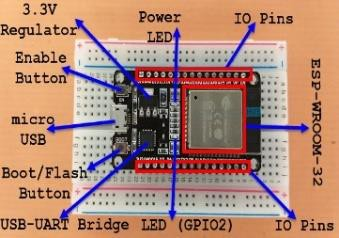 3.3V
Regulator
Power
LED
IO Pins
Enable
Button
micro
USB
ESP-WROOM-32
Boot/Flash
Button
USB-UART Bridge
LED (GPIO2)
IO Pins